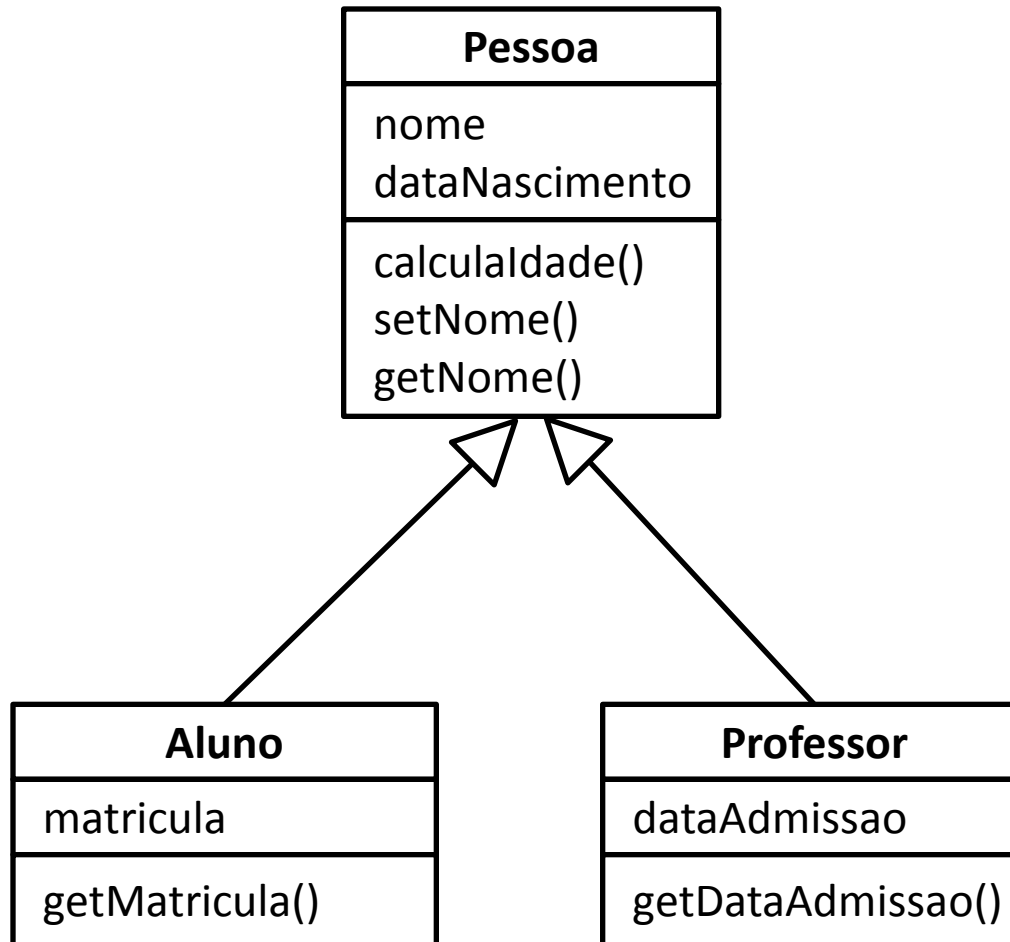 Pessoa
nome
dataNascimento
calculaIdade()
setNome()
getNome()
Aluno
matricula
getMatricula()
Professor
dataAdmissao
getDataAdmissao()